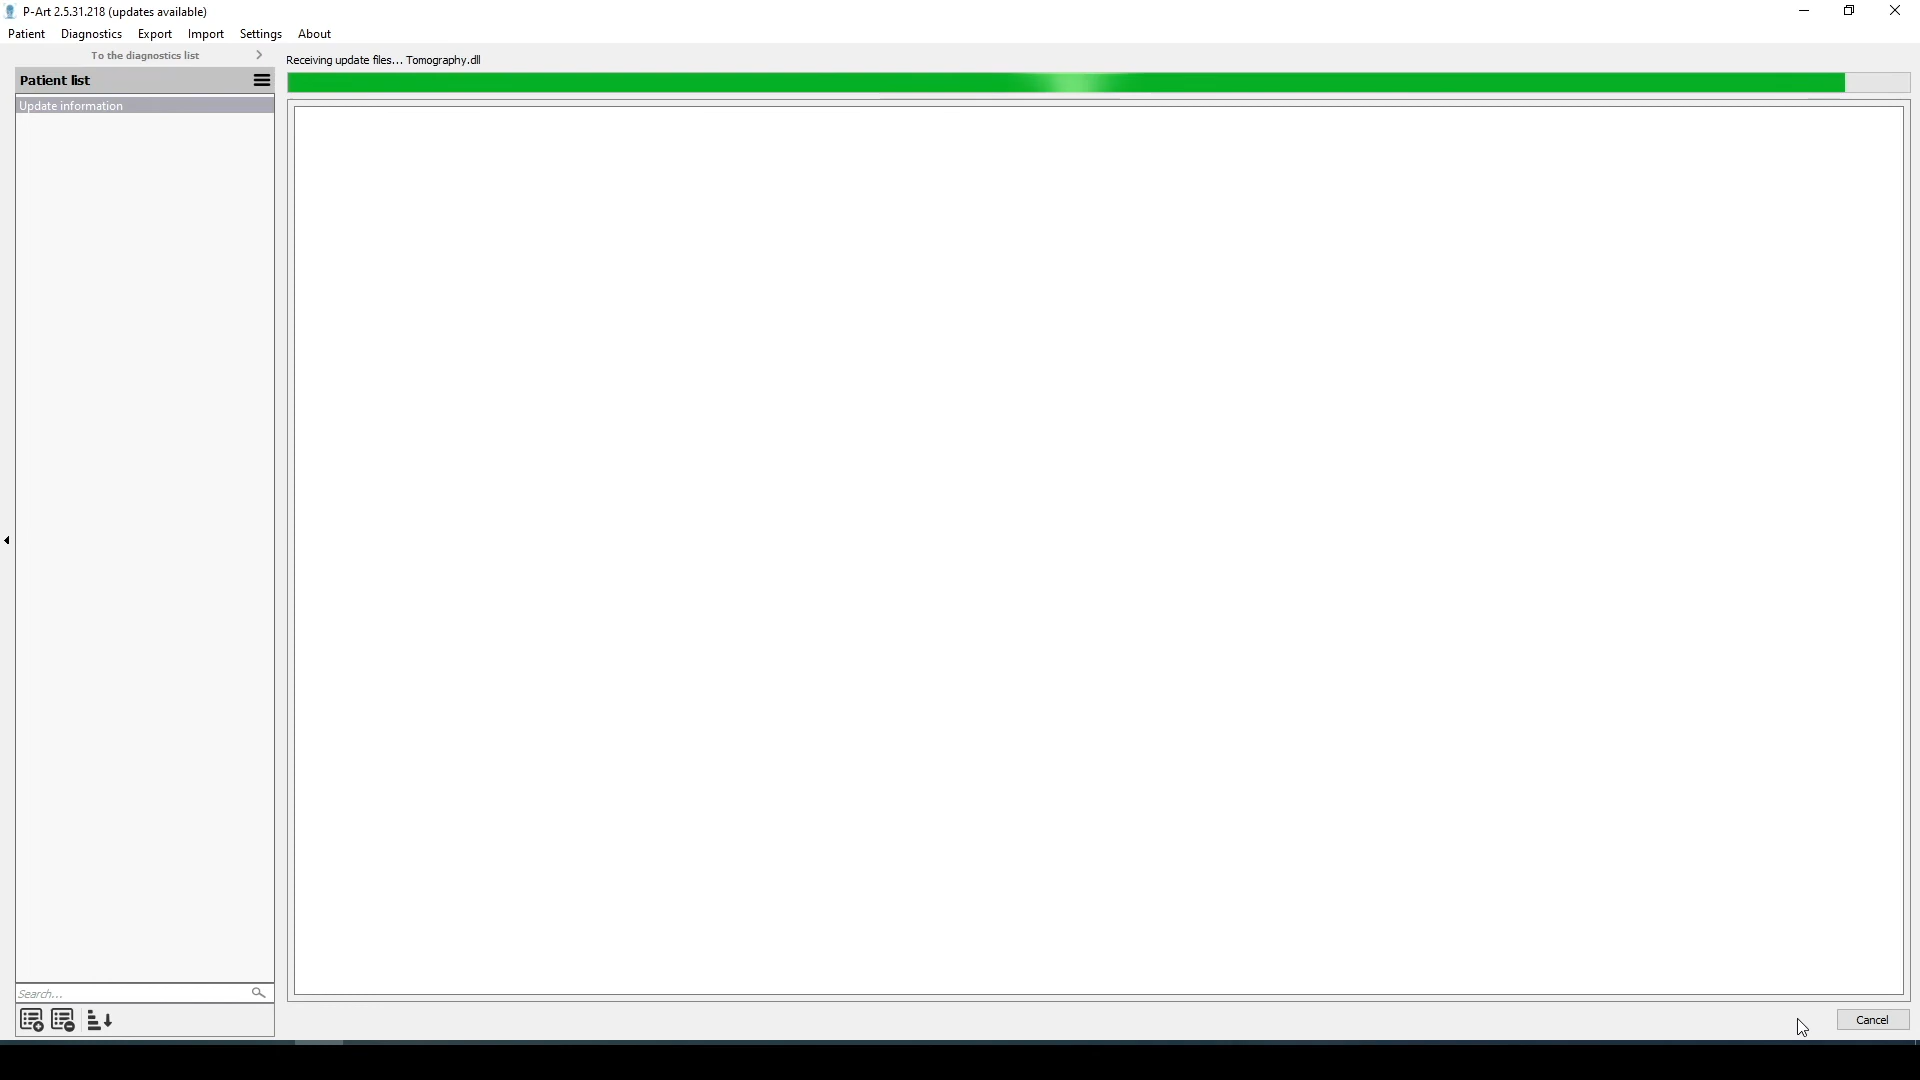 P-Art 2.5.31.218 (updates available)
Patient Diagnostics Export Import Settings About
To the diagnostics list
Receiving update files... Tomography.dll
Patient list
Update information
Search...
Cancel